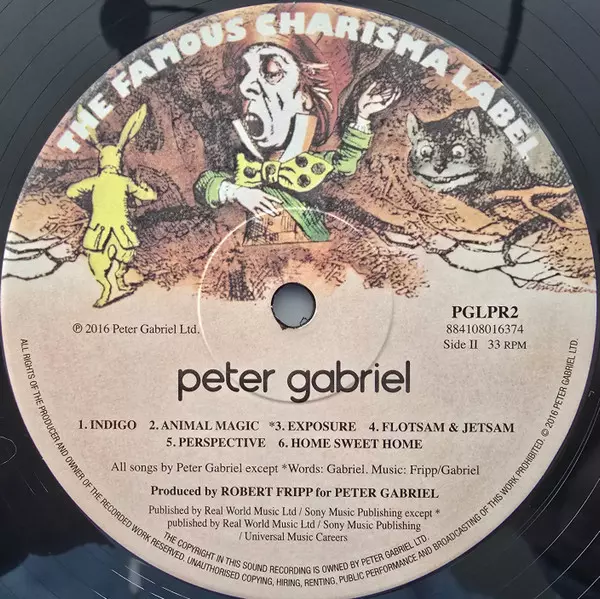 THE FAMOUS CHARISMA LABEL
PGLPR2
℗ 2016 Peter Gabriel Ltd.
884108016374
Side II 33 RPM
peter gabriel
1. INDIGO 2. ANIMAL MAGIC *3. EXPOSURE 4. FLOTSAM & JETSAM
5. PERSPECTIVE 6. HOME SWEET HOME
All songs by Peter Gabriel except *Words: Gabriel. Music: Fripp/Gabriel
Produced by ROBERT FRIPP for PETER GABRIEL
Published by Real World Music Ltd / Sony Music Publishing except *
published by Real World Music Ltd / Sony Music Publishing
/ Universal Music Careers
ALL RIGHTS OF THE PRODUCER AND OWNER OF THE RECORDED WORK RESERVED. UNAUTHORISED COPYING, HIRING, RENTING, PUBLIC PERFORMANCE AND BROADCASTING OF THIS WORK PROHIBITED. © 2016 PETER GABRIEL LTD.
THE COPYRIGHT IN THIS SOUND RECORDING IS OWNED BY PETER GABRIEL LTD.